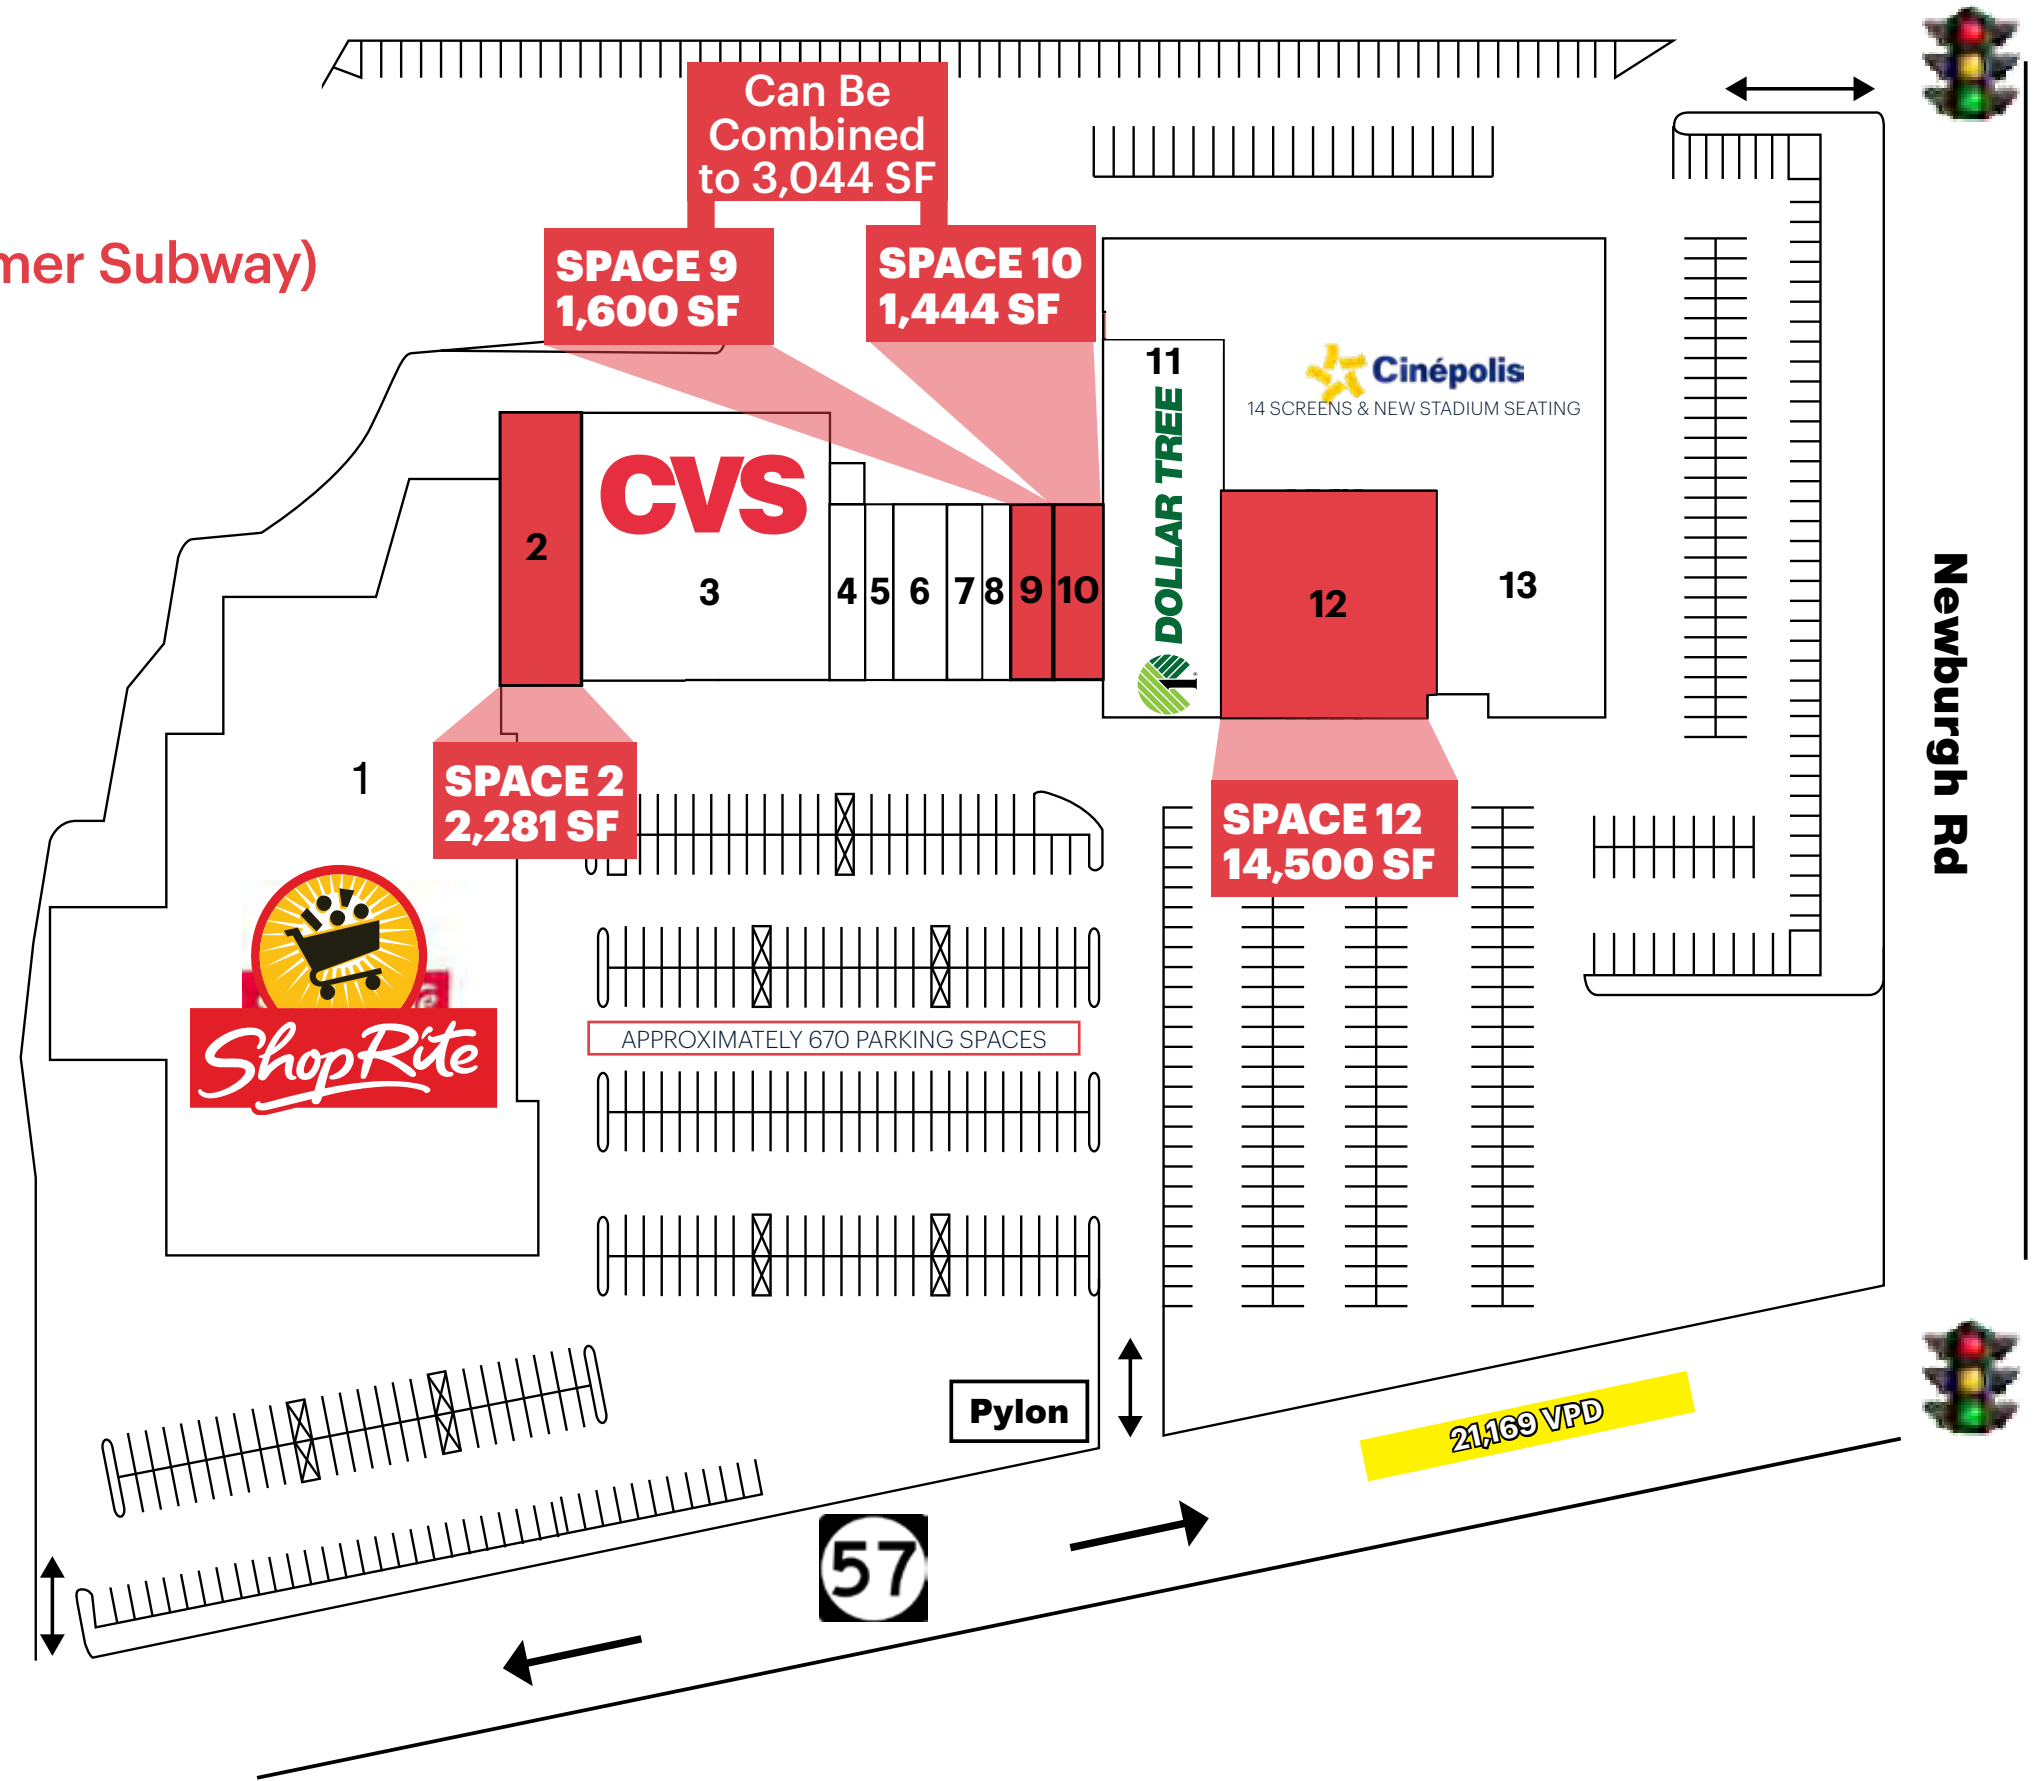 Can Be
Combined
to 3,044 SF
mer Subway)
SPACE 9
1,600 SF
SPACE 10
1,444 SF
11
DOLLAR TREE
Cinépolis
14 SCREENS & NEW STADIUM SEATING
CVS
2
3
4
5
6
7
8
9
10
12
13
Newburgh Rd
1
SPACE 2
2,281 SF
SPACE 12
14,500 SF
ShopRite
APPROXIMATELY 670 PARKING SPACES
Pylon
21,169 VPD
57